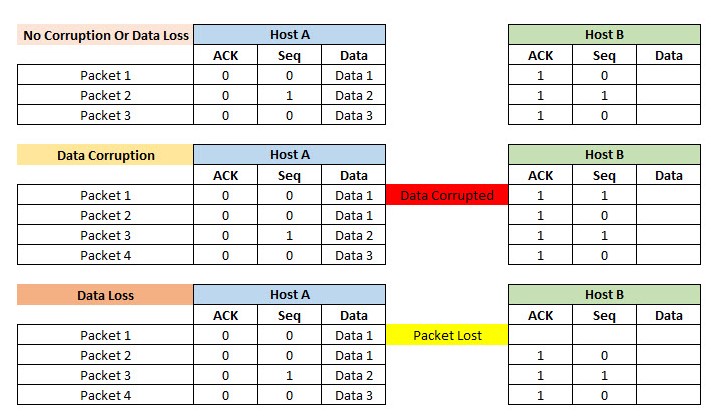 No Corruption Or Data Loss Host A Host B
ACK Seq Data ACK Seq Data
Packet 1 0 0 Data 1 1 0
Packet 2 0 1 Data 2 1 1
Packet 3 0 0 Data 3 1 0
Data Corruption Host A Host B
ACK Seq Data ACK Seq Data
Packet 1 0 0 Data 1 Data Corrupted 1 1
Packet 2 0 0 Data 1 1 0
Packet 3 0 1 Data 2 1 1
Packet 4 0 0 Data 3 1 0
Data Loss Host A Host B
ACK Seq Data ACK Seq Data
Packet 1 0 0 Data 1 Packet Lost
Packet 2 0 0 Data 1 1 0
Packet 3 0 1 Data 2 1 1
Packet 4 0 0 Data 3 1 0